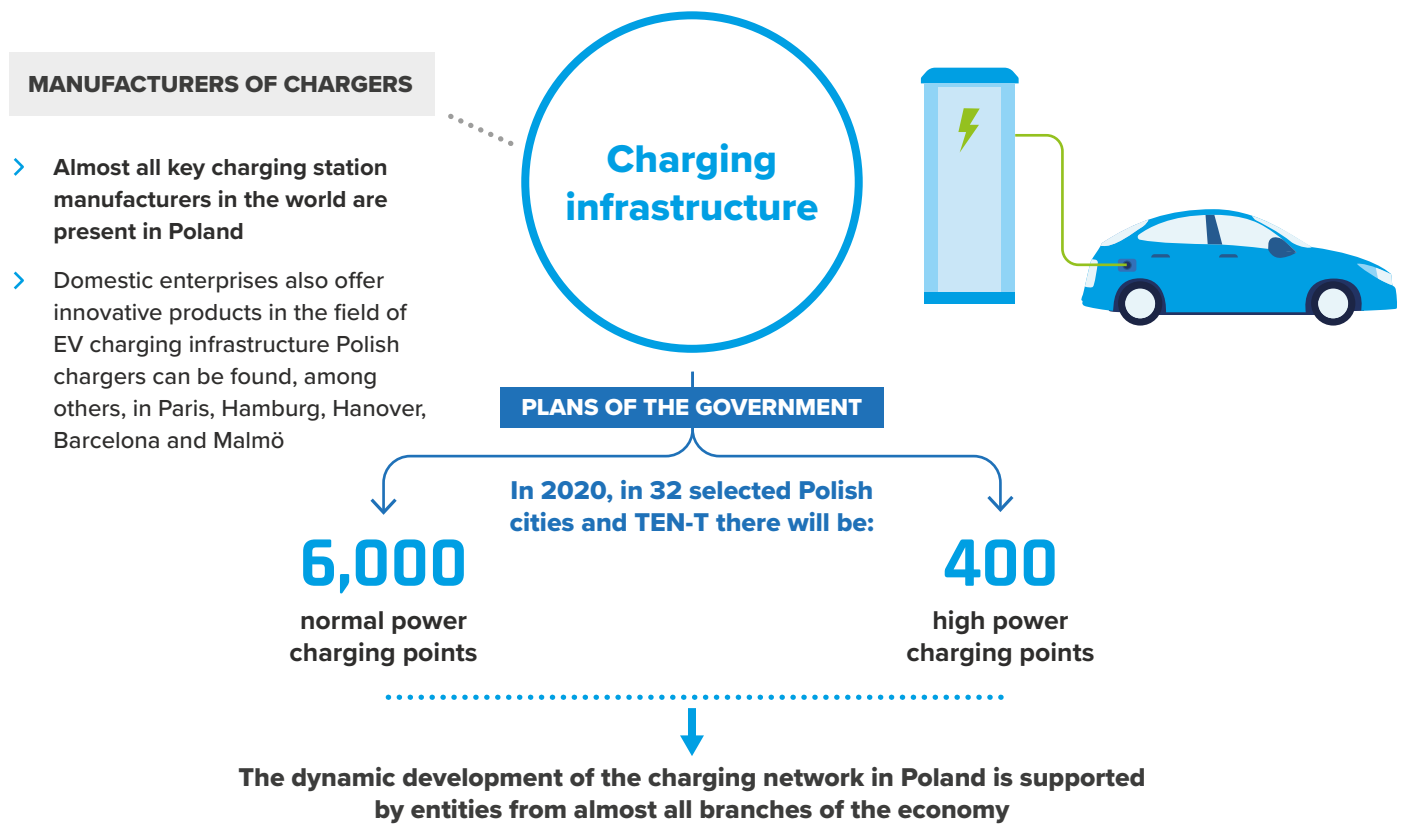 MANUFACTURERS OF CHARGERS
Almost all key charging station
manufacturers in the world are
present in Poland
Domestic enterprises also offer
innovative products in the field of
EV charging infrastructure Polish
chargers can be found, among
others, in Paris, Hamburg, Hanover,
Barcelona and Malmö
Charging
infrastructure
PLANS OF THE GOVERNMENT
In 2020, in 32 selected Polish
cities and TEN-T there will be:
6,000
normal power
charging points
400
high power
charging points
The dynamic development of the charging network in Poland is supported
by entities from almost all branches of the economy